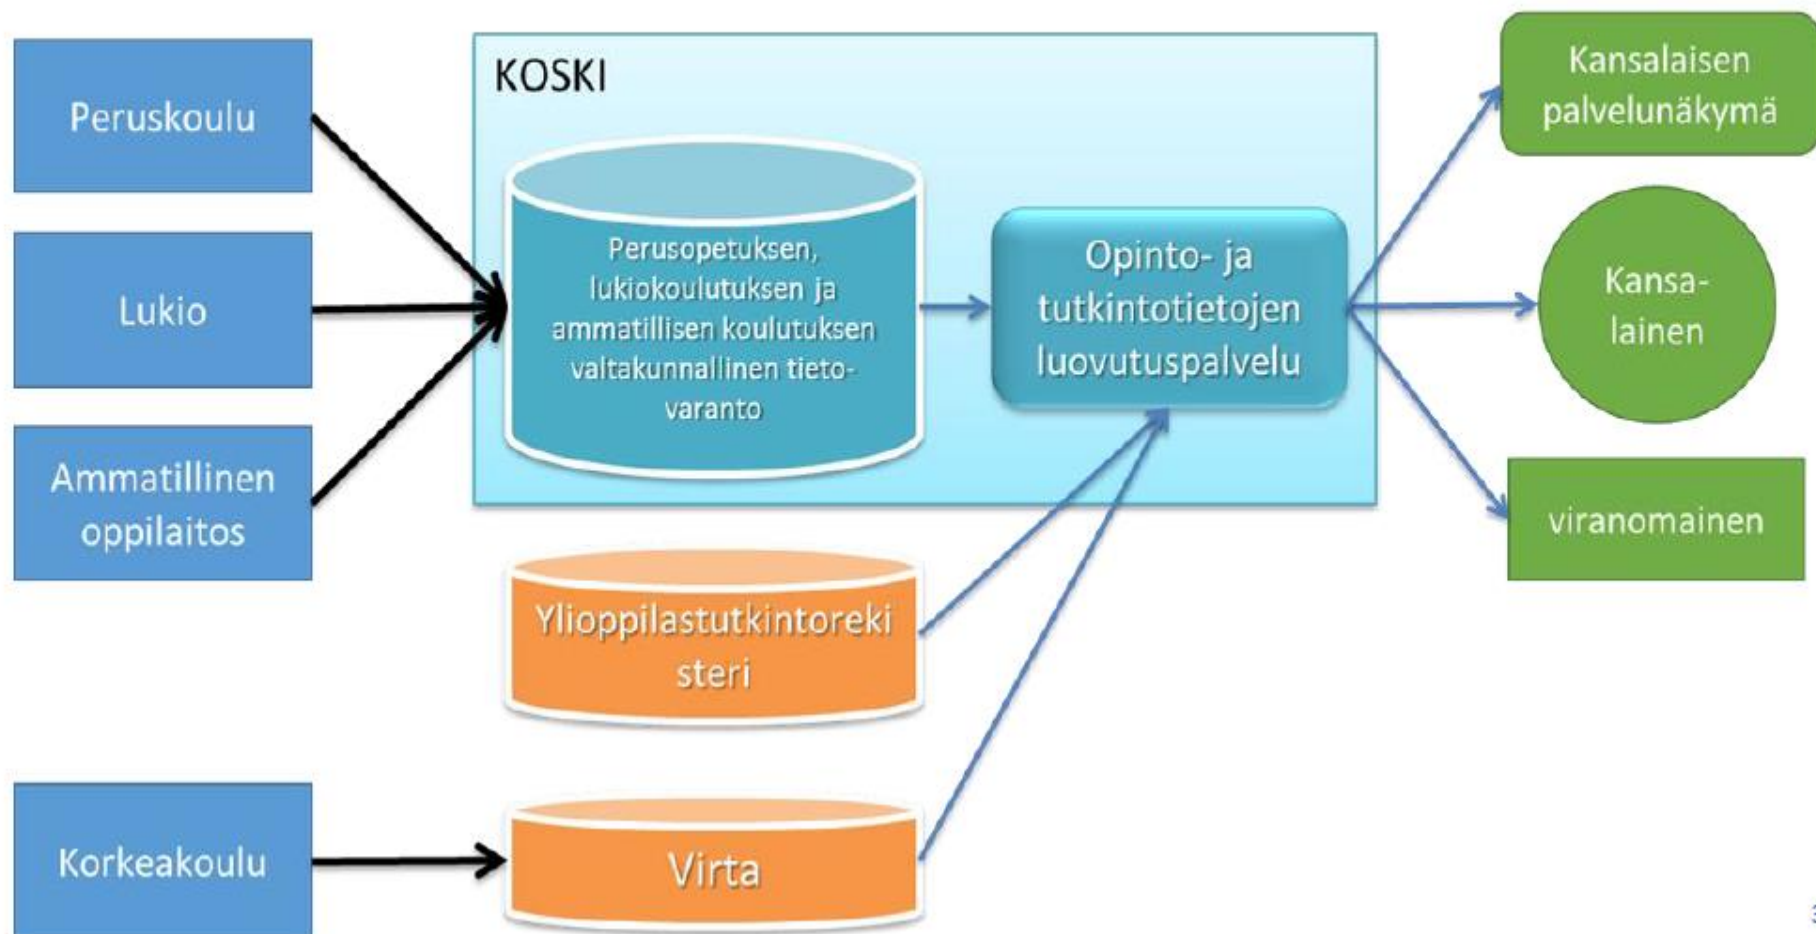 KOSKI
Peruskoulu
Lukio
Ammatillinen
oppilaitos
Korkeakoulu
Perusopetuksen,
lukiokoulutuksen ja
ammatillisen koulutuksen
valtakunnallinen tieto-
varanto
Opinto- ja
tutkintotietojen
luovutuspalvelu
Ylioppilastutkintoreki
steri
Virta
Kansalaisen
palvelunäkymä
Kansa-
lainen
viranomainen
3